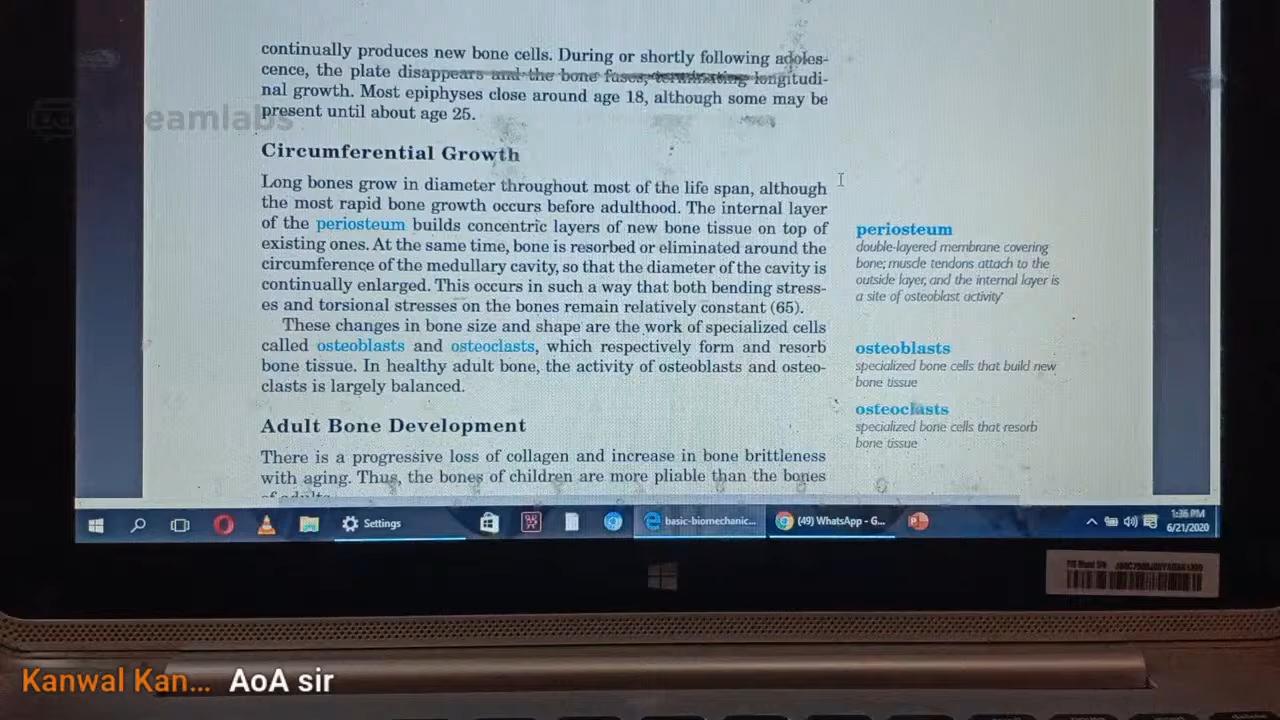 continually produces new bone cells. During or shortly following adoles-
cence, the plate disappears and the bone fuses, terminating longitudi-
nal growth. Most epiphyses close around age 18, although some may be
present until about age 25.
eamlabs
Circumferential Growth
Long bones grow in diameter throughout most of the life span, although
the most rapid bone growth occurs before adulthood. The internal layer
of the periosteum builds concentric layers of new bone tissue on top of
existing ones. At the same time, bone is resorbed or eliminated around the
circumference of the medullary cavity, so that the diameter of the cavity is
continually enlarged. This occurs in such a way that both bending stress-
es and torsional stresses on the bones remain relatively constant (65).
These changes in bone size and shape are the work of specialized cells
called osteoblasts and osteoclasts, which respectively form and resorb
bone tissue. In healthy adult bone, the activity of osteoblasts and osteo-
clasts is largely balanced.
Adult Bone Development
There is a progressive loss of collagen and increase in bone brittleness
with aging. Thus, the bones of children are more pliable than the bones
of adults.
periosteum
double-layered membrane covering
bone; muscle tendons attach to the
outside layer, and the internal layer is
a site of osteoblast activity
osteoblasts
specialized bone cells that build new
bone tissue
osteoclasts
specialized bone cells that resorb
bone tissue
Settings
basic-biomechanic...
(49) WhatsApp - G...
1:36 PM
6/21/2020
Kanwal Kan... AoA sir